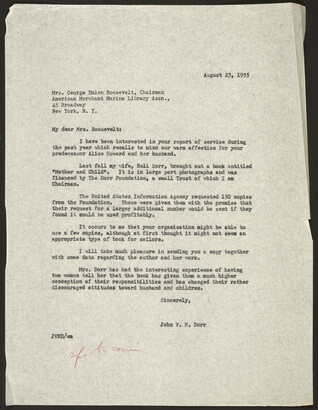 August 23, 1955
Mrs. George Emlen Roosevelt, Chairman
American Merchant Marine Library Assn.,
45 Broadway
New York, N. Y.
My dear Mrs. Roosevelt:
I have been interested in your report of service during
the past year which recalls to mind our warm affection for your
predecessor Alice Howard and her husband.
Last fall my wife, Nell Dorr, brought out a book entitled
"Mother and Child". It is in large part photographs and was
financed by The Dorr Foundation, a small Trust of which I am
Chairman.
The United States Information Agency requested 150 copies
from the Foundation. These were given them with the promise that
their request for a larger additional number would be sent if they
found it could be used profitably.
It occurs to me that your organization might be able to
use a few copies, although at first thought it might not seem an
appropriate type of book for sailors.
I will take much pleasure in sending you a copy together
with some data regarding the author and her work.
Mrs. Dorr has had the interesting experience of having
two women tell her that the book has given them a much higher
conception of their responsibilities and has changed their rather
discouraged attitudes toward husband and children.
Sincerely,
John V. N. Dorr
JVND/em